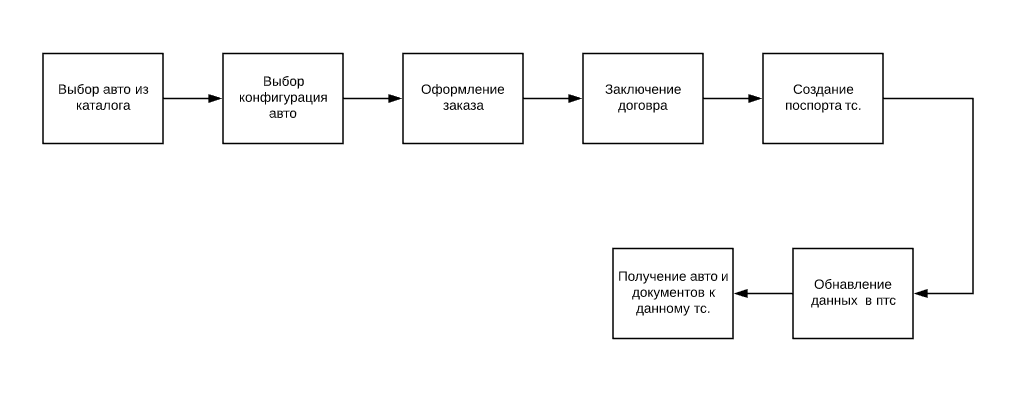 Выбор авто из
каталога
Выбор
конфигурация
авто
Оформление
заказа
Заключение
договра
Создание
поспорта тс.
Получение авто и
документов к
данному тс.
Обнавление
данных  в птс